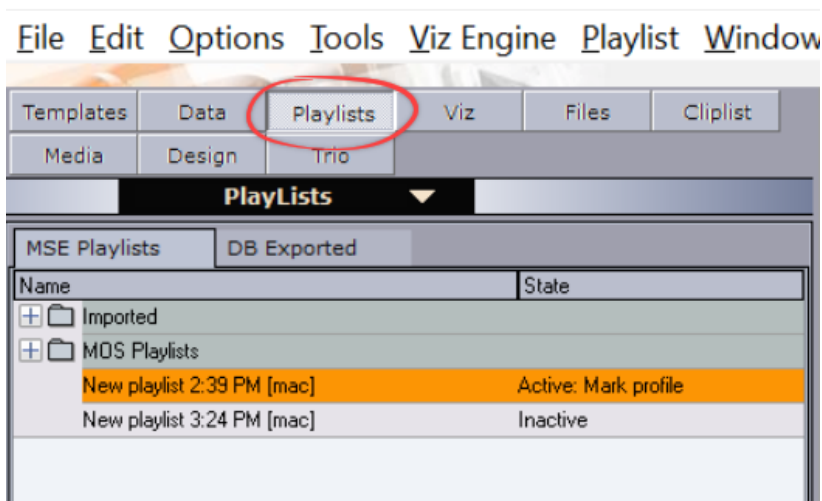 File Edit Options Tools Viz Engine Playlist Window
Templates Data Playlists Viz Files Cliplist
Media Design Trio
PlayLists
MSE Playlists DB Exported
Name State
Imported
MOS Playlists
New playlist 2:39 PM [mac] Active: Mark profile
New playlist 3:24 PM [mac] Inactive